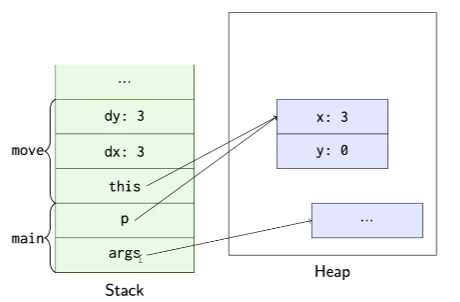 ...
dy: 3
dx: 3
this
p
args
move
main
Stack
x: 3
y: 0
...
Heap